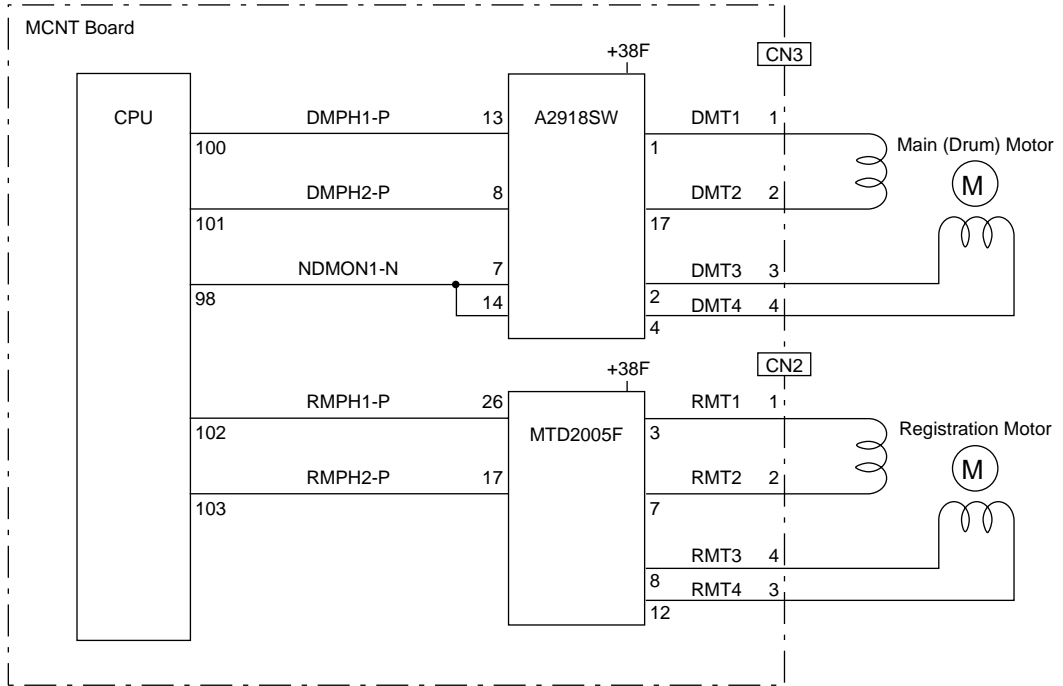 MCNT Board
+38F
CN3
CPU
DMPH1-P
13
A2918SW
DMT1
1
100
1
Main (Drum) Motor
M
DMPH2-P
8
DMT2
2
101
17
NDMON1-N
7
DMT3
3
98
14
2
DMT4
4
4
+38F
CN2
RMPH1-P
26
RMT1
1
102
MTD2005F
3
Registration Motor
M
RMPH2-P
17
RMT2
2
103
7
RMT3
4
8
RMT4
3
12